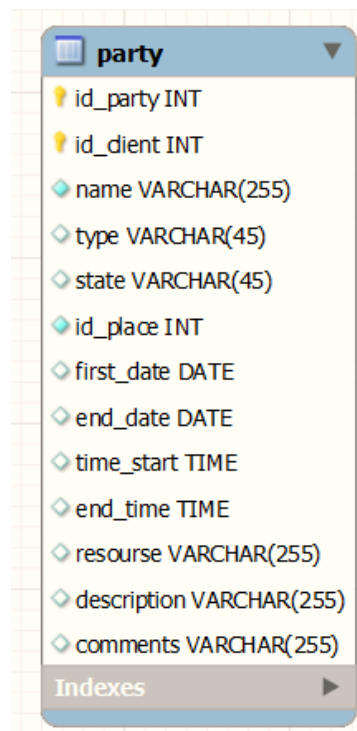 party
id_party INT
id_client INT
name VARCHAR(255)
type VARCHAR(45)
state VARCHAR(45)
id_place INT
first_date DATE
end_date DATE
time_start TIME
end_time TIME
resourse VARCHAR(255)
description VARCHAR(255)
comments VARCHAR(255)
Indexes